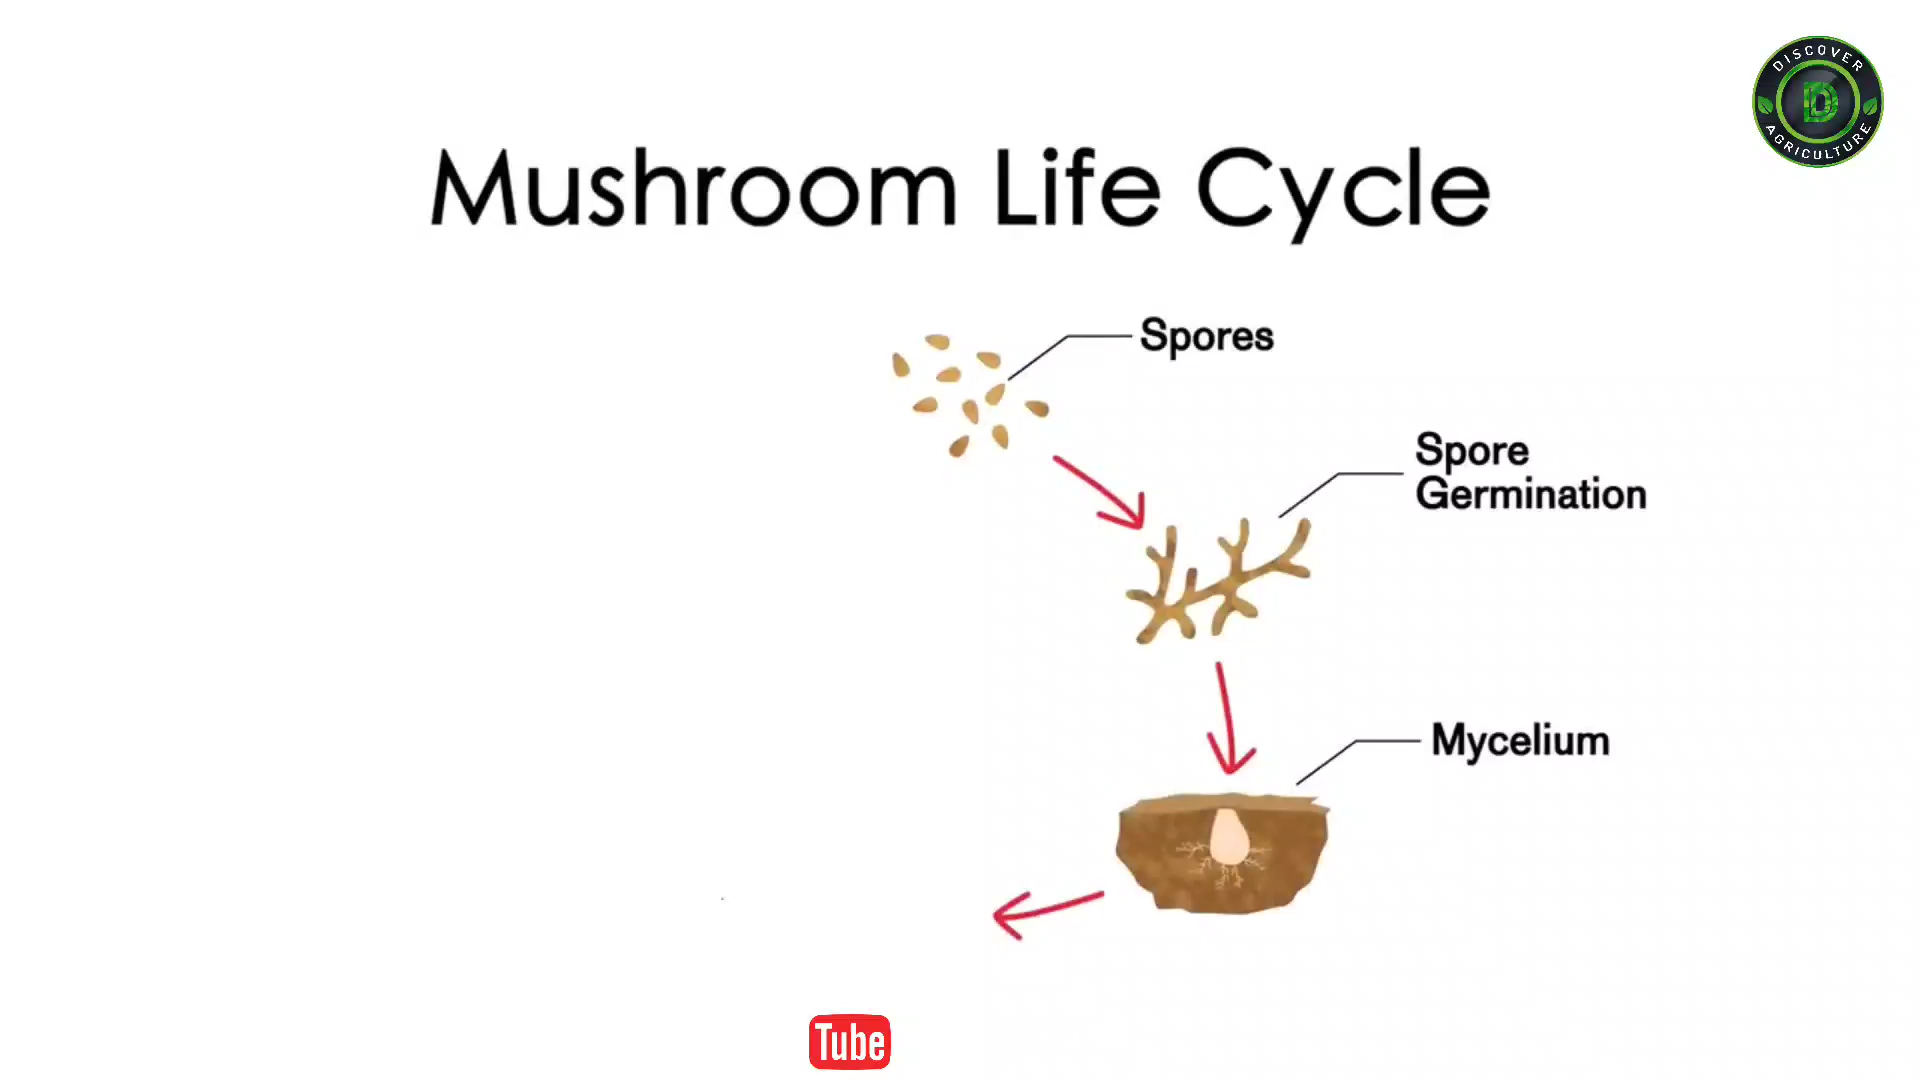 DISCOVER
D
AGRICULTURE
Mushroom Life Cycle
Spores
Spore
Germination
Mycelium
Tube